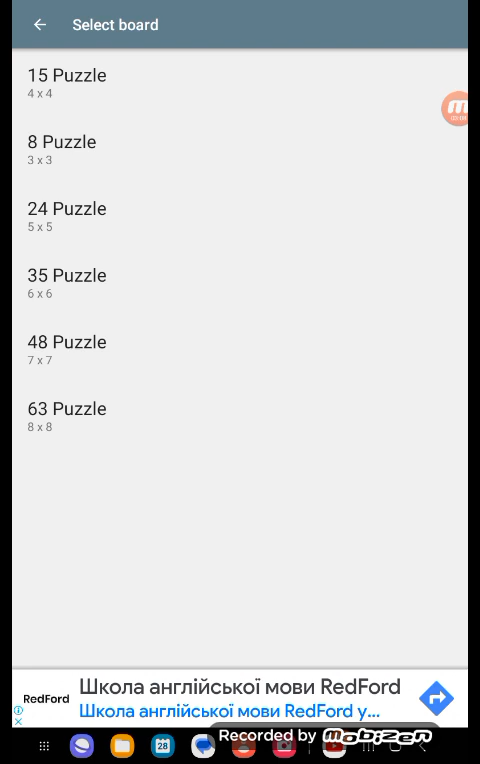 Select board
15 Puzzle
4 x 4
8 Puzzle
3 x 3
24 Puzzle
5 x 5
35 Puzzle
6 x 6
48 Puzzle
7 x 7
63 Puzzle
8 x 8
RedFord
Школа англійської мови RedFord
Школа англійської мови RedFord у...
28
Recorded by mobizen